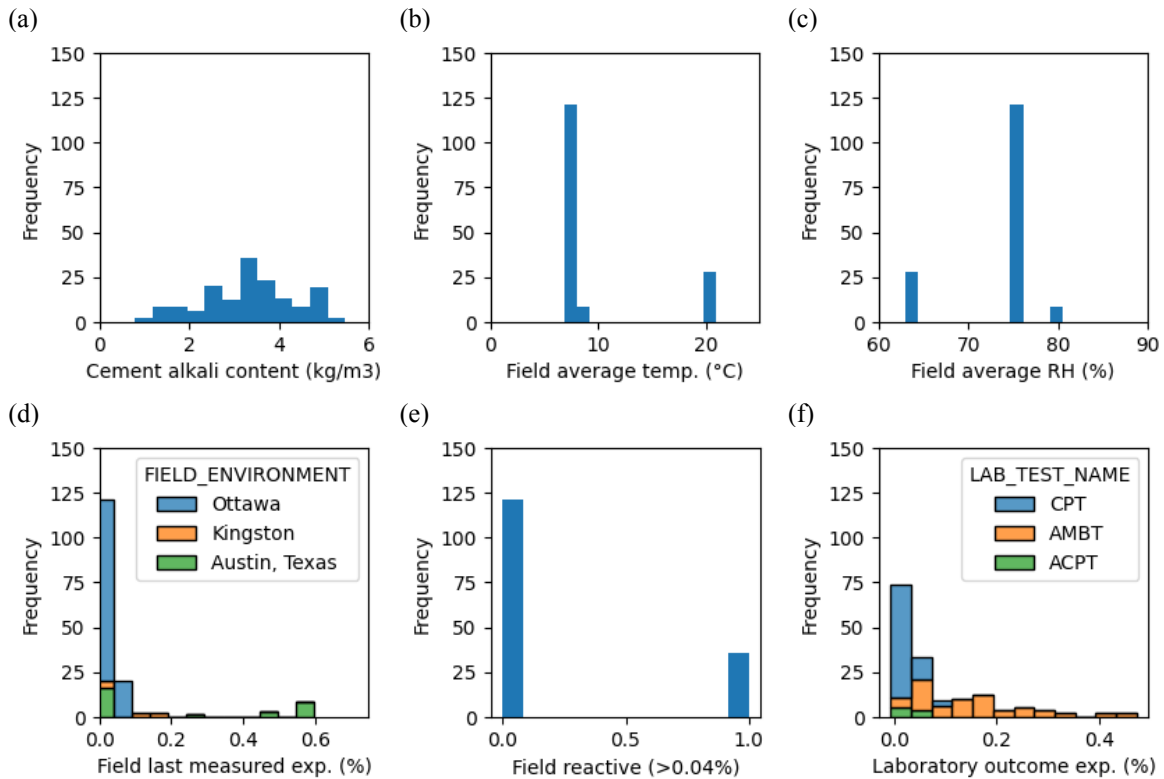 (a)
(b)
(c)
150
125
100
75
50
25
0
Frequency
0
2
4
6
Cement alkali content (kg/m3)
150
125
100
75
50
25
0
Frequency
0
10
20
Field average temp. (°C)
150
125
100
75
50
25
0
Frequency
60
70
80
90
Field average RH (%)
(d)
(e)
(f)
150
125
100
75
50
25
0
Frequency
FIELD_ENVIRONMENT
Ottawa
Kingston
Austin, Texas
0.0
0.2
0.4
0.6
Field last measured exp. (%)
150
125
100
75
50
25
0
Frequency
0.0
0.5
1.0
Field reactive (>0.04%)
150
125
100
75
50
25
0
Frequency
LAB_TEST_NAME
CPT
AMBT
ACPT
0.0
0.2
0.4
Laboratory outcome exp. (%)